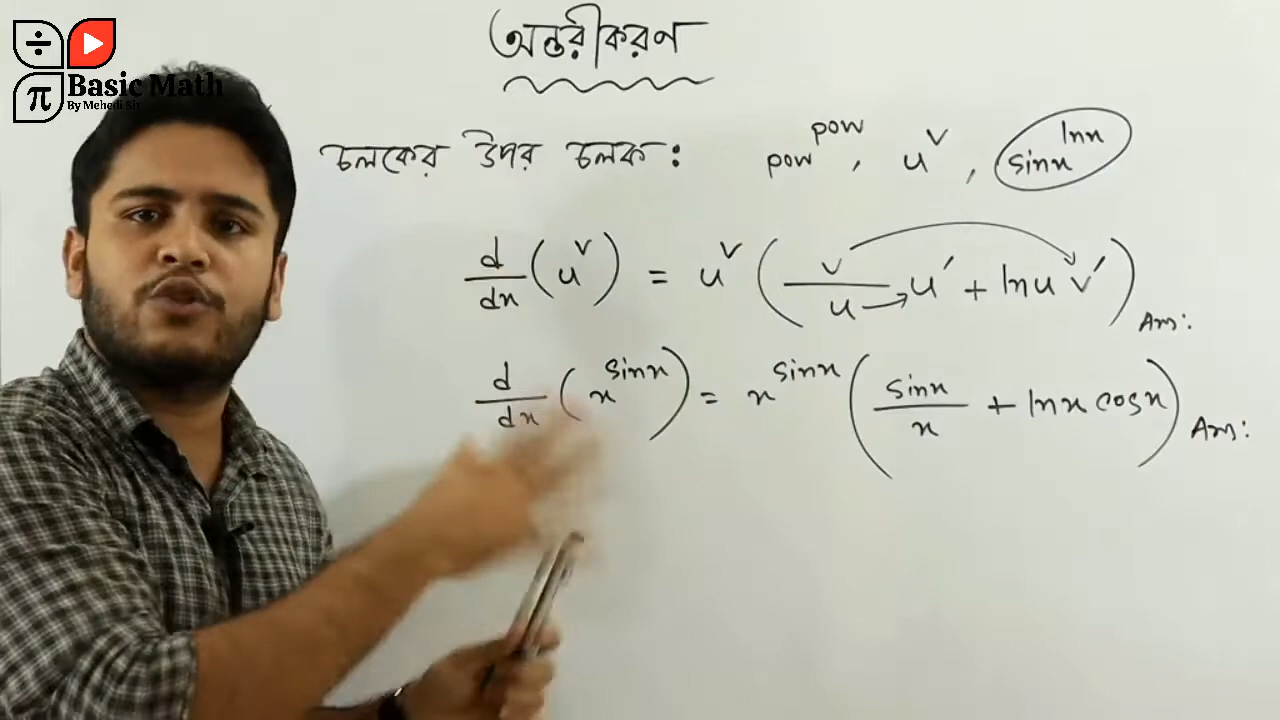 ÷
π Basic Math
By Mehedi Sir
অন্তরীকরণ
চলকের উপর চলক : pow^pow , u^v , sinx^lnx
d/dx (u^v) = u^v ( v/u u′ + lnu v′ ) Ans:
d/dx (x^sinx) = x^sinx ( sinx/x + lnx cosx ) Ans: